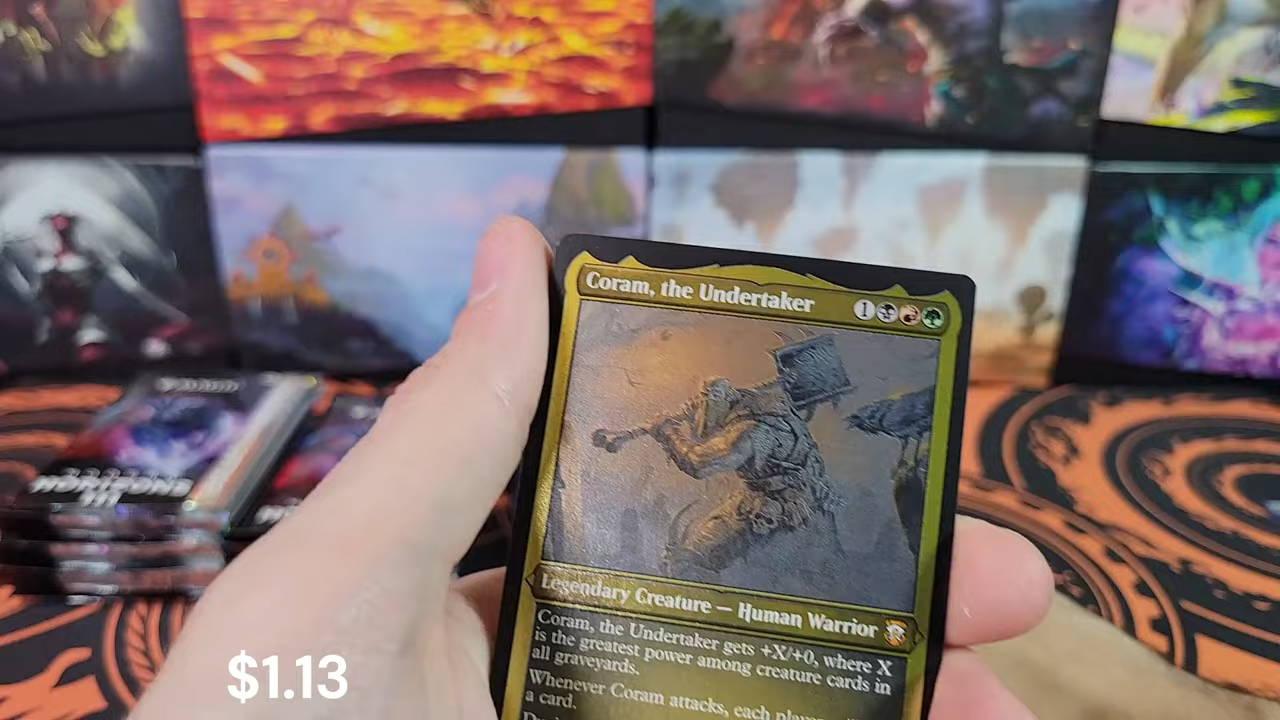 Coram, the Undertaker 1
Legendary Creature — Human Warrior
Coram, the Undertaker gets +X/+0, where X
is the greatest power among creature cards in
all graveyards.
Whenever Coram attacks, each player
a card.
$1.13